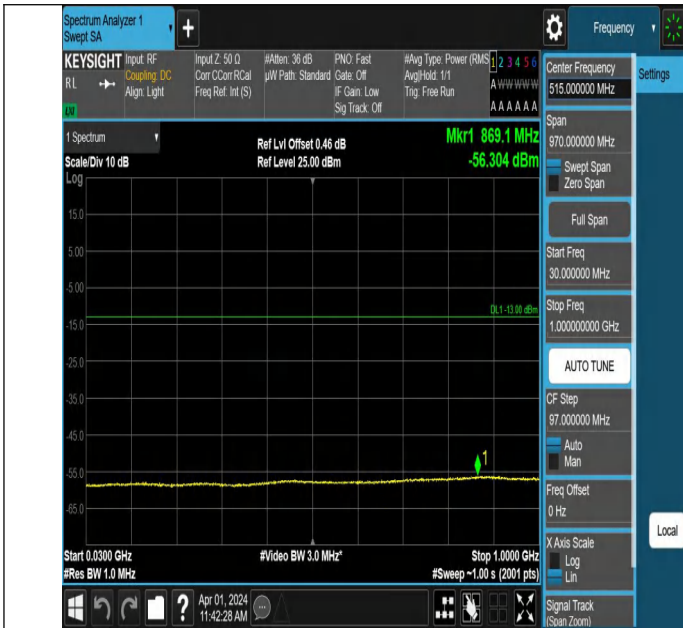 Spectrum Analyzer 1
Swept SA
+
Frequency
KEYSIGHT
RL
Input: RF
Coupling: DC
Align: Light
Input Z: 50 Ω
Corr CCorr RCal
Freq Ref: Int (S)
#Atten: 36 dB
µW Path: Standard
PNO: Fast
Gate: Off
IF Gain: Low
Sig Track: Off
#Avg Type: Power (RMS
Avg|Hold: 1/1
Trig: Free Run
1 2 3 4 5 6
A W W W W W
A A A A A A
1 Spectrum
Scale/Div 10 dB
Log
Ref Lvl Offset 0.46 dB
Ref Level 25.00 dBm
Mkr1 869.1 MHz
-56.304 dBm
15.0
5.00
-5.00
-15.0
-25.0
-35.0
-45.0
-55.0
-65.0
DL1 -13.00 dBm
1
Start 0.0300 GHz
#Res BW 1.0 MHz
#Video BW 3.0 MHz*
Stop 1.0000 GHz
#Sweep ~1.00 s (2001 pts)
?
Apr 01, 2024
11:42:28 AM
Center Frequency
515.000000 MHz
Span
970.000000 MHz
Swept Span
Zero Span
Full Span
Start Freq
30.000000 MHz
Stop Freq
1.000000000 GHz
AUTO TUNE
CF Step
97.000000 MHz
Auto
Man
Freq Offset
0 Hz
X Axis Scale
Log
Lin
Signal Track
(Span Zoom)
Settings
Local